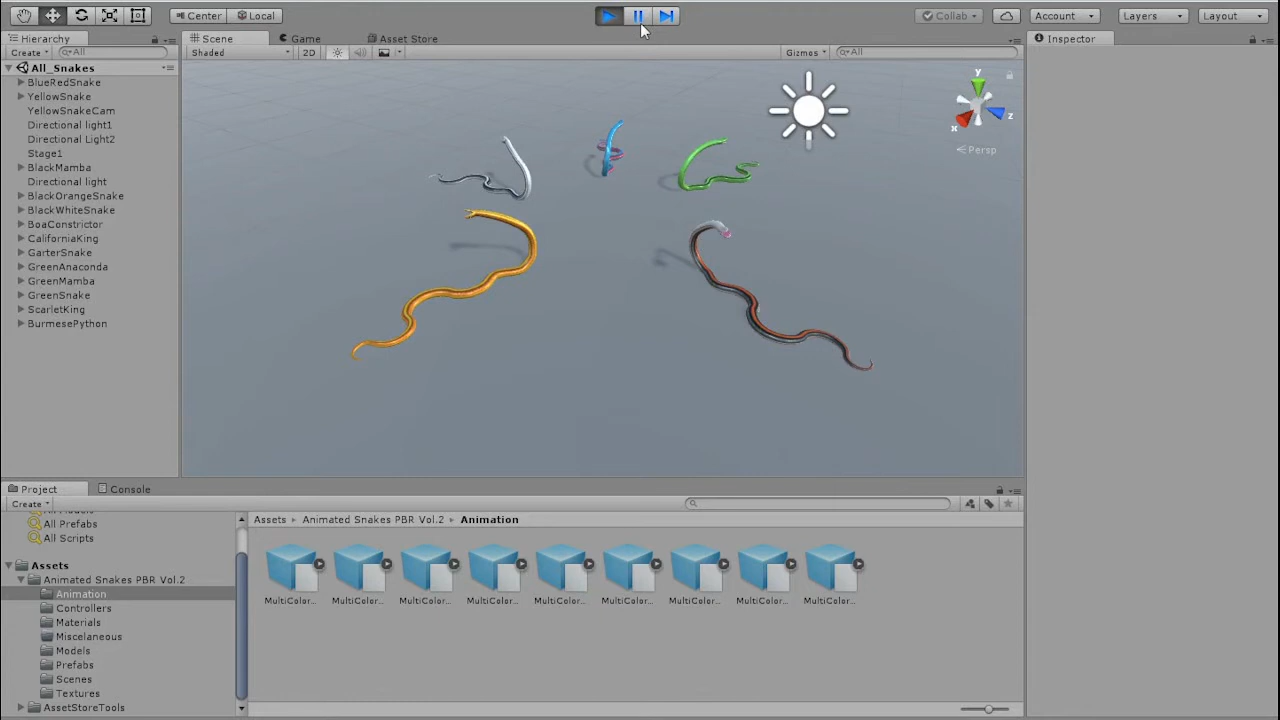 Center Local Collab Account Layers Layout
Hierarchy Scene Game Asset Store Inspector
Create All Shaded 2D Gizmos All
All_Snakes
BlueRedSnake
YellowSnake
YellowSnakeCam
Directional light1
Directional Light2
Stage1
BlackMamba
Directional light
BlackOrangeSnake
BlackWhiteSnake
BoaConstrictor
CaliforniaKing
GarterSnake
GreenAnaconda
GreenMamba
GreenSnake
ScarletKing
BurmesePython
y
x
z
Persp
Project Console
Create
All Prefabs
All Scripts
Assets
Animated Snakes PBR Vol.2
Animation
Controllers
Materials
Miscelaneous
Models
Prefabs
Scenes
Textures
AssetStoreTools
Assets Animated Snakes PBR Vol.2 Animation
MultiColor... MultiColor... MultiColor... MultiColor... MultiColor... MultiColor... MultiColor... MultiColor... MultiColor...